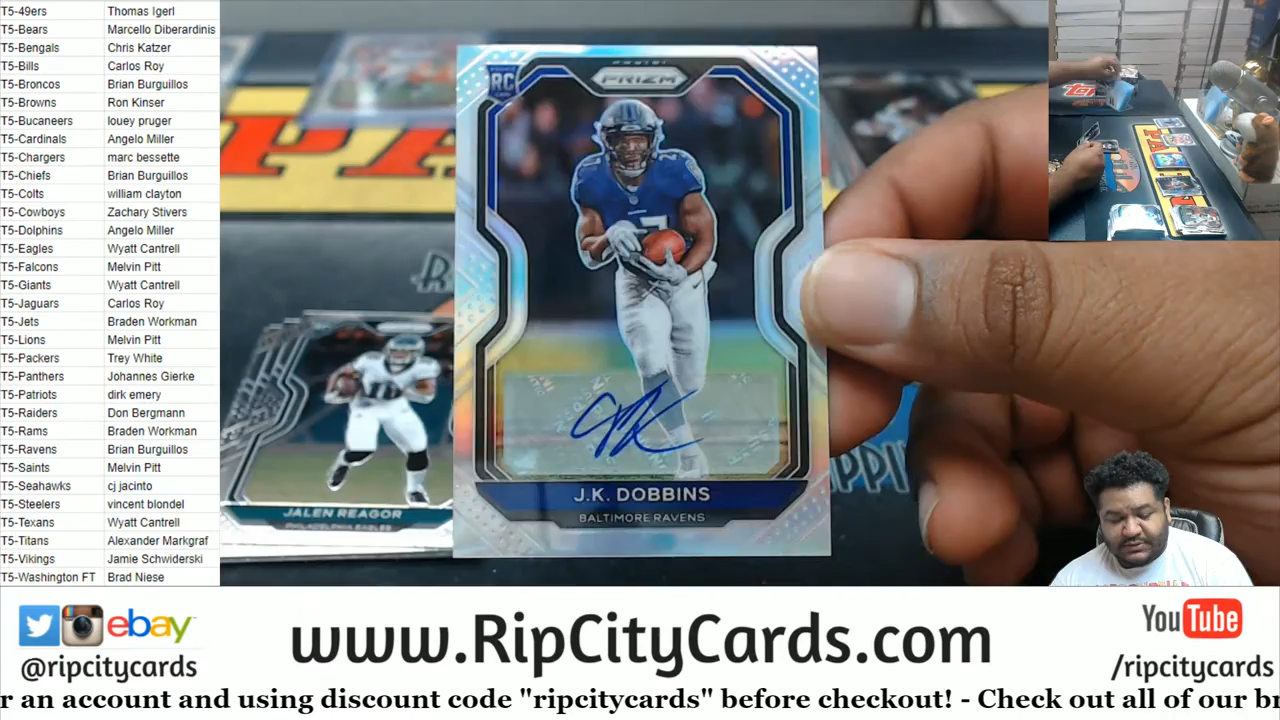 T5-49ers Thomas Igerl
T5-Bears Marcello Diberardinis
T5-Bengals Chris Katzer
T5-Bills Carlos Roy
T5-Broncos Brian Burguillos
T5-Browns Ron Kinser
T5-Bucaneers louey pruger
T5-Cardinals Angelo Miller
T5-Chargers marc bessette
T5-Chiefs Brian Burguillos
T5-Colts william clayton
T5-Cowboys Zachary Stivers
T5-Dolphins Angelo Miller
T5-Eagles Wyatt Cantrell
T5-Falcons Melvin Pitt
T5-Giants Wyatt Cantrell
T5-Jaguars Carlos Roy
T5-Jets Braden Workman
T5-Lions Melvin Pitt
T5-Packers Trey White
T5-Panthers Johannes Gierke
T5-Patriots dirk emery
T5-Raiders Don Bergmann
T5-Rams Braden Workman
T5-Ravens Brian Burguillos
T5-Saints Melvin Pitt
T5-Seahawks cj jacinto
T5-Steelers vincent blondel
T5-Texans Wyatt Cantrell
T5-Titans Alexander Markgraf
T5-Vikings Jamie Schwiderski
T5-Washington FT Brad Niese
RC
PANINI
PRIZM
J.K. DOBBINS
BALTIMORE RAVENS
JALEN REAGOR
PHILADELPHIA EAGLES
ebay
@ripcitycards
www.RipCityCards.com
YouTube
/ripcitycards
r an account and using discount code "ripcitycards" before checkout! - Check out all of our br